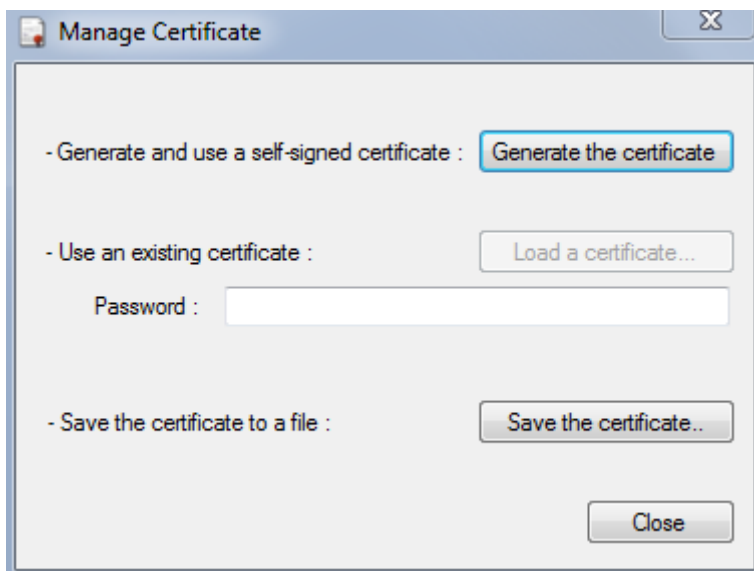 Manage Certificate
- Generate and use a self-signed certificate : Generate the certificate
- Use an existing certificate : Load a certificate...
Password :
- Save the certificate to a file : Save the certificate..
Close